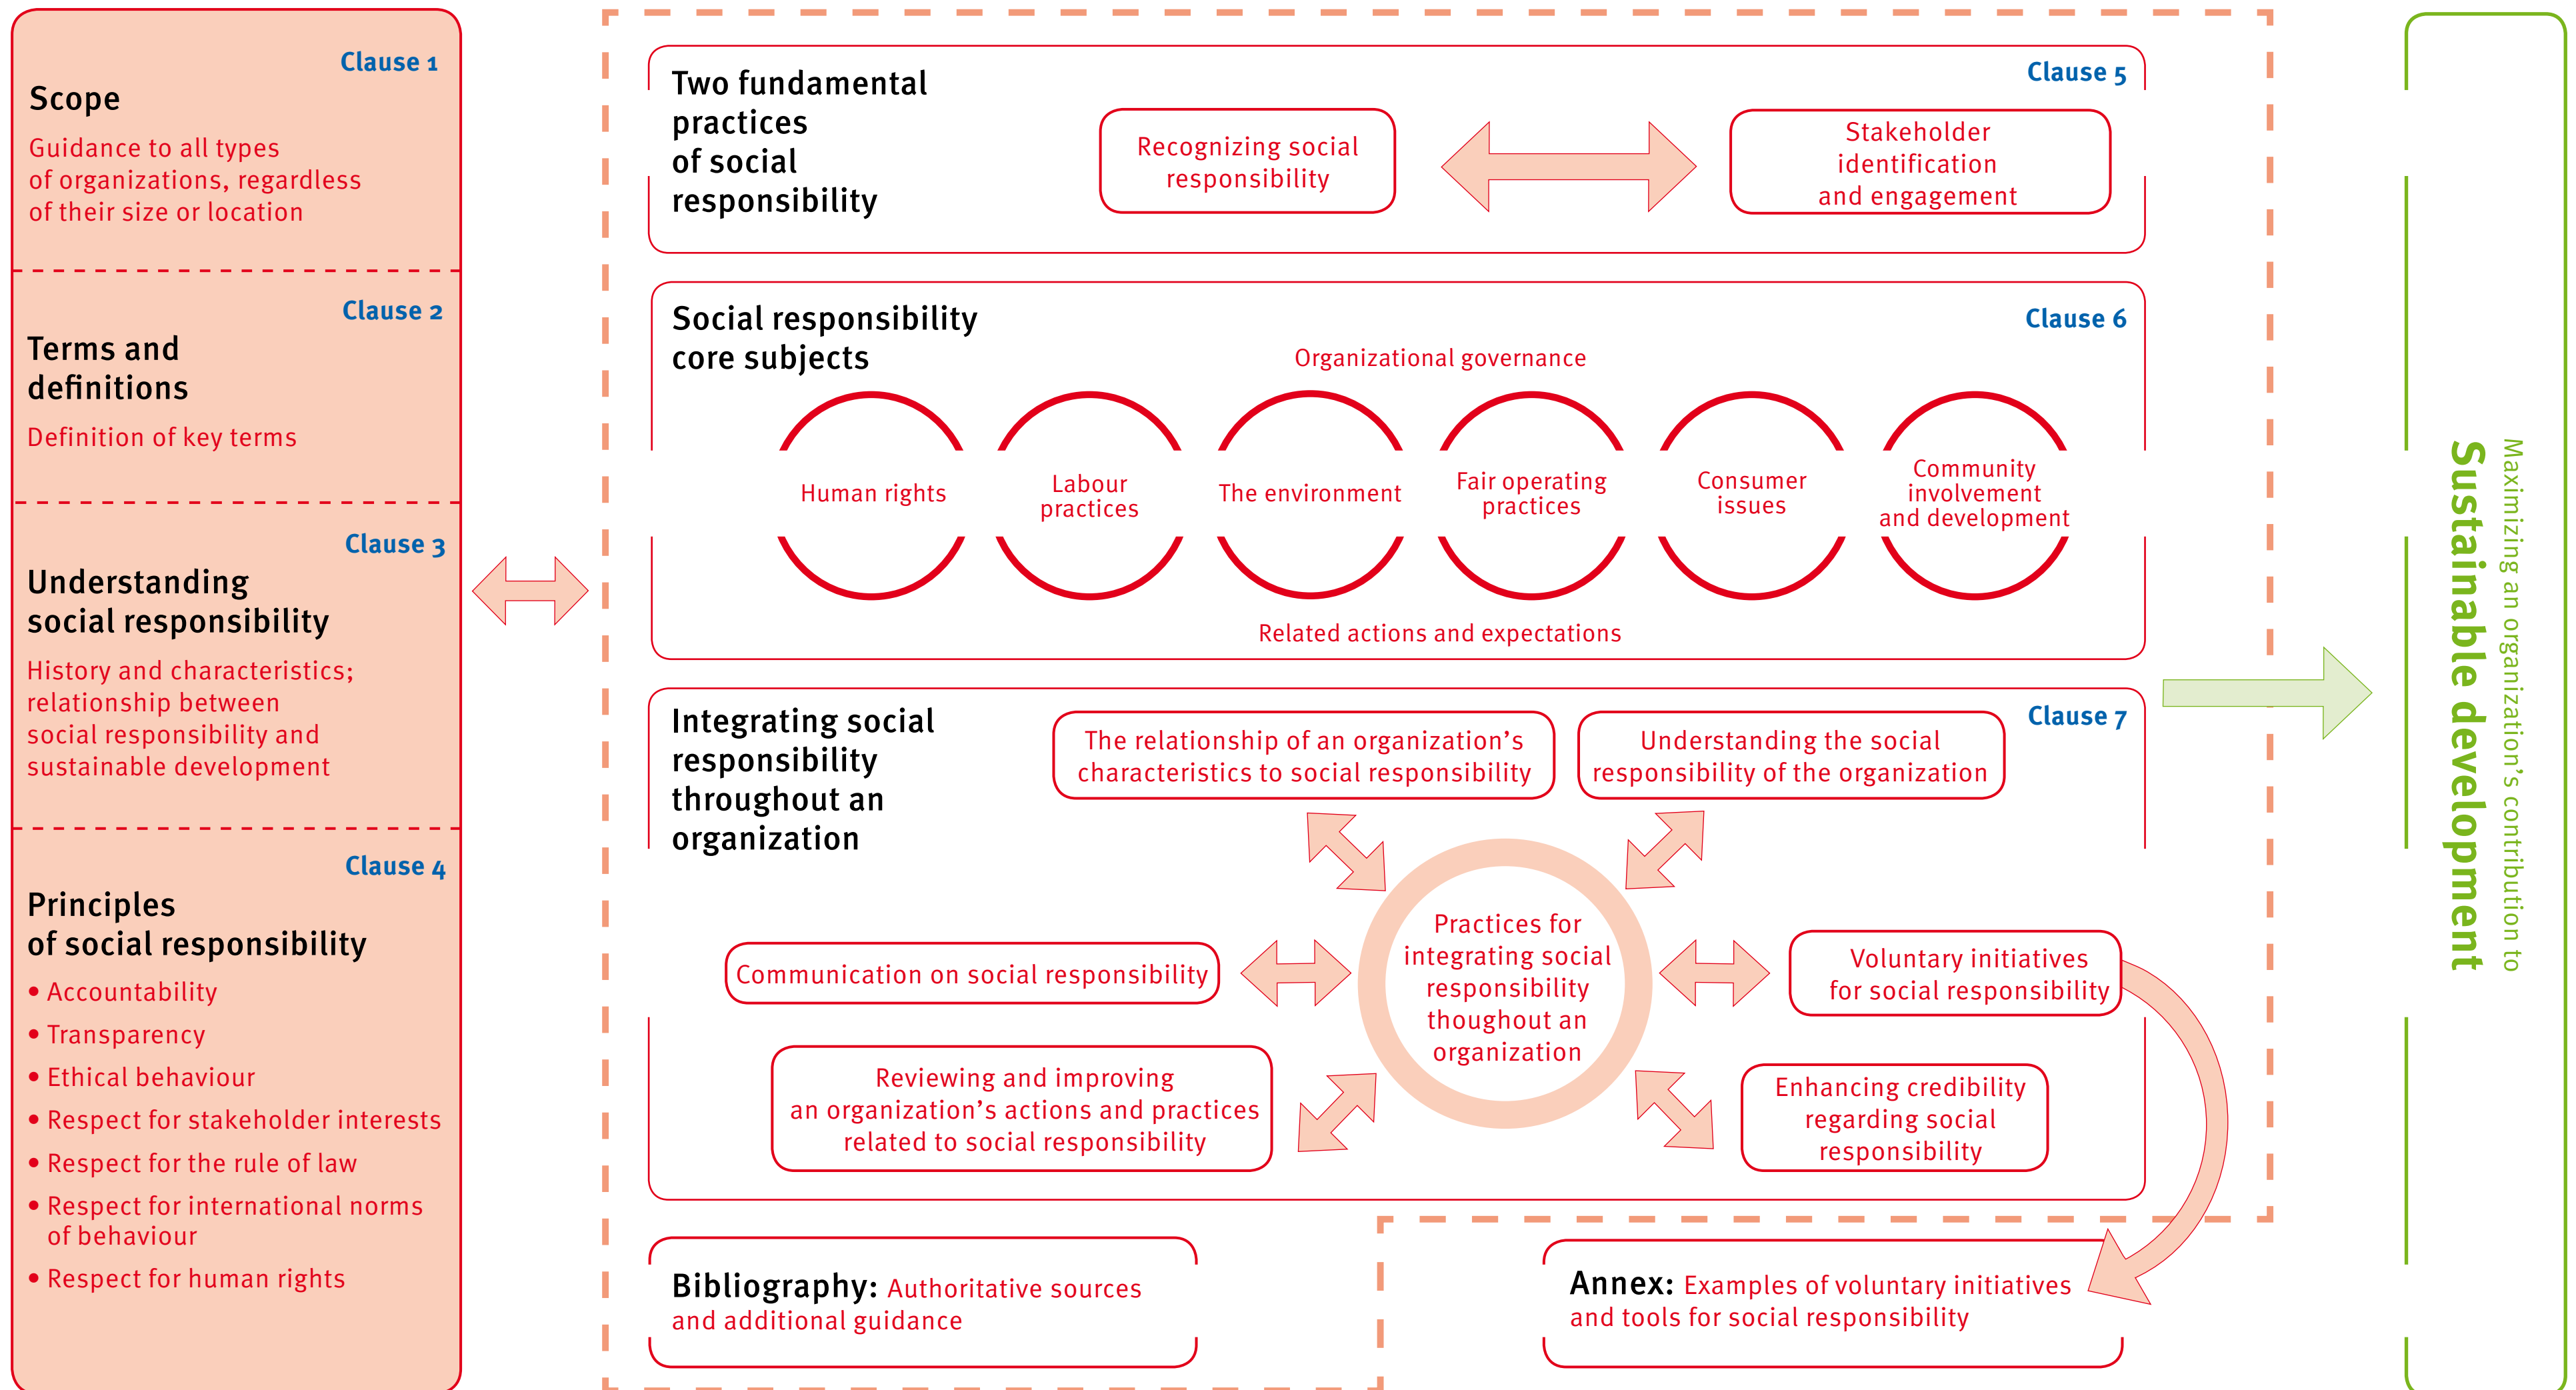 Clause 1
Scope
Guidance to all types
of organizations, regardless
of their size or location
Clause 2
Terms and
definitions
Definition of key terms
Clause 3
Understanding
social responsibility
History and characteristics;
relationship between
social responsibility and
sustainable development
Clause 4
Principles
of social responsibility
• Accountability
• Transparency
• Ethical behaviour
• Respect for stakeholder interests
• Respect for the rule of law
• Respect for international norms
of behaviour
• Respect for human rights
Clause 5
Two fundamental
practices
of social
responsibility
Recognizing social
responsibility
Stakeholder
identification
and engagement
Clause 6
Social responsibility
core subjects
Organizational governance
Human rights
Labour
practices
The environment
Fair operating
practices
Consumer
issues
Community
involvement
and development
Related actions and expectations
Clause 7
Integrating social
responsibility
throughout an
organization
The relationship of an organization’s
characteristics to social responsibility
Understanding the social
responsibility of the organization
Communication on social responsibility
Practices for
integrating social
responsibility
thoughout an
organization
Voluntary initiatives
for social responsibility
Reviewing and improving
an organization’s actions and practices
related to social responsibility
Enhancing credibility
regarding social
responsibility
Bibliography: Authoritative sources
and additional guidance
Annex: Examples of voluntary initiatives
and tools for social responsibility
Maximizing an organization’s contribution to
Sustainable development